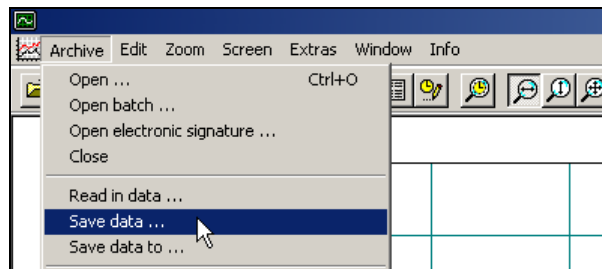 Archive Edit Zoom Screen Extras Window Info
Open ... Ctrl+O
Open batch ...
Open electronic signature ...
Close
Read in data ...
Save data ...
Save data to ...